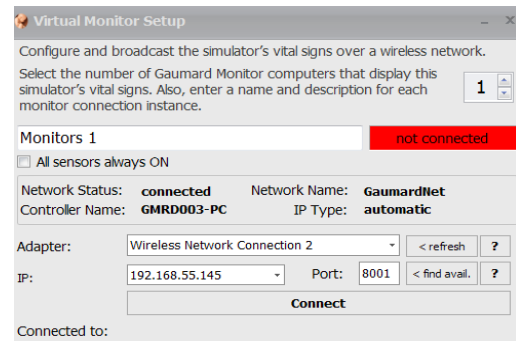 Virtual Monitor Setup
Configure and broadcast the simulator's vital signs over a wireless network.
Select the number of Gaumard Monitor computers that display this
simulator's vital signs. Also, enter a name and description for each
monitor connection instance.
1
Monitors 1 not connected
All sensors always ON
Network Status: connected Network Name: GaumardNet
Controller Name: GMRD003-PC IP Type: automatic
Adapter: Wireless Network Connection 2 < refresh ?
IP: 192.168.55.145 Port: 8001 < find avail. ?
Connect
Connected to: